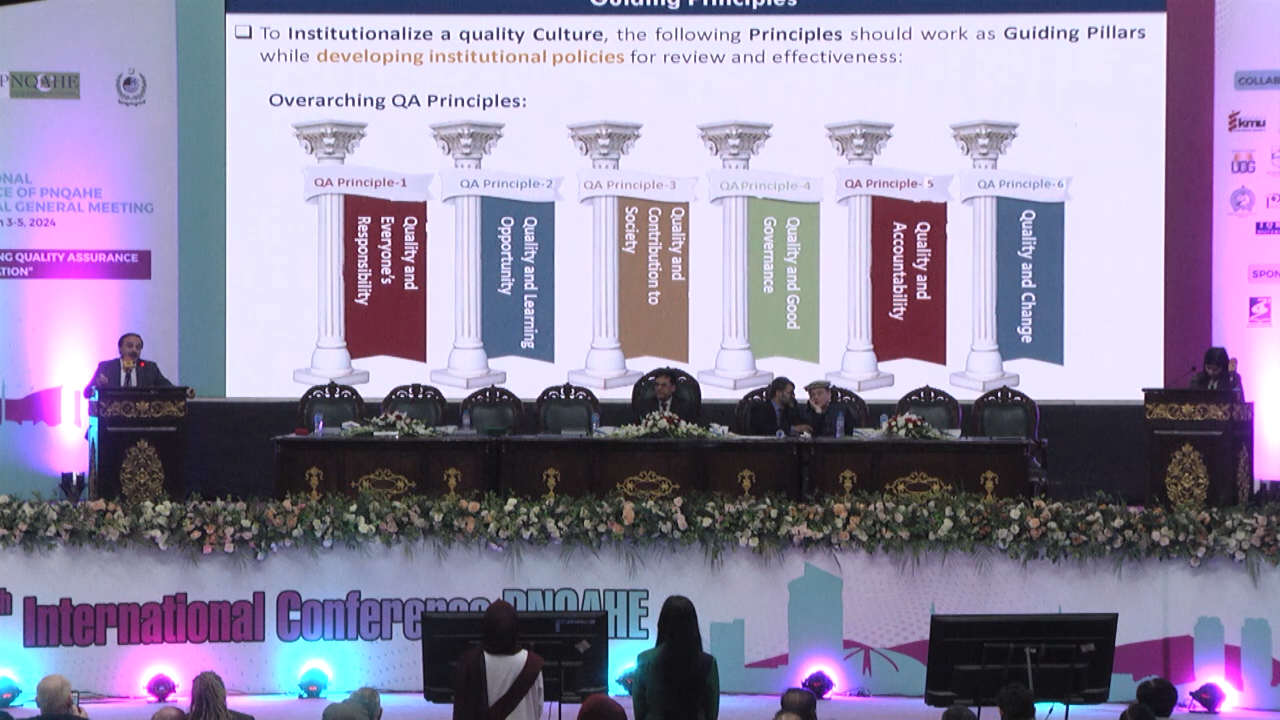 Guiding Principles
To Institutionalize a quality Culture, the following Principles should work as Guiding Pillars
while developing institutional policies for review and effectiveness:
Overarching QA Principles:
QA Principle-1
Quality and
Everyone's
Responsibility
QA Principle-2
Quality and Learning
Opportunity
QA Principle-3
Quality and
Contribution to
Society
QA Principle-4
Quality and Good
Governance
QA Principle-5
Quality and
Accountability
QA Principle-6
Quality and Change
PNQAHE
ONAL
CE OF PNQAHE
AL GENERAL MEETING
3-5, 2024
NG QUALITY ASSURANCE
TION"
COLLAB
kmu
SPON
th International Conference PNQAHE